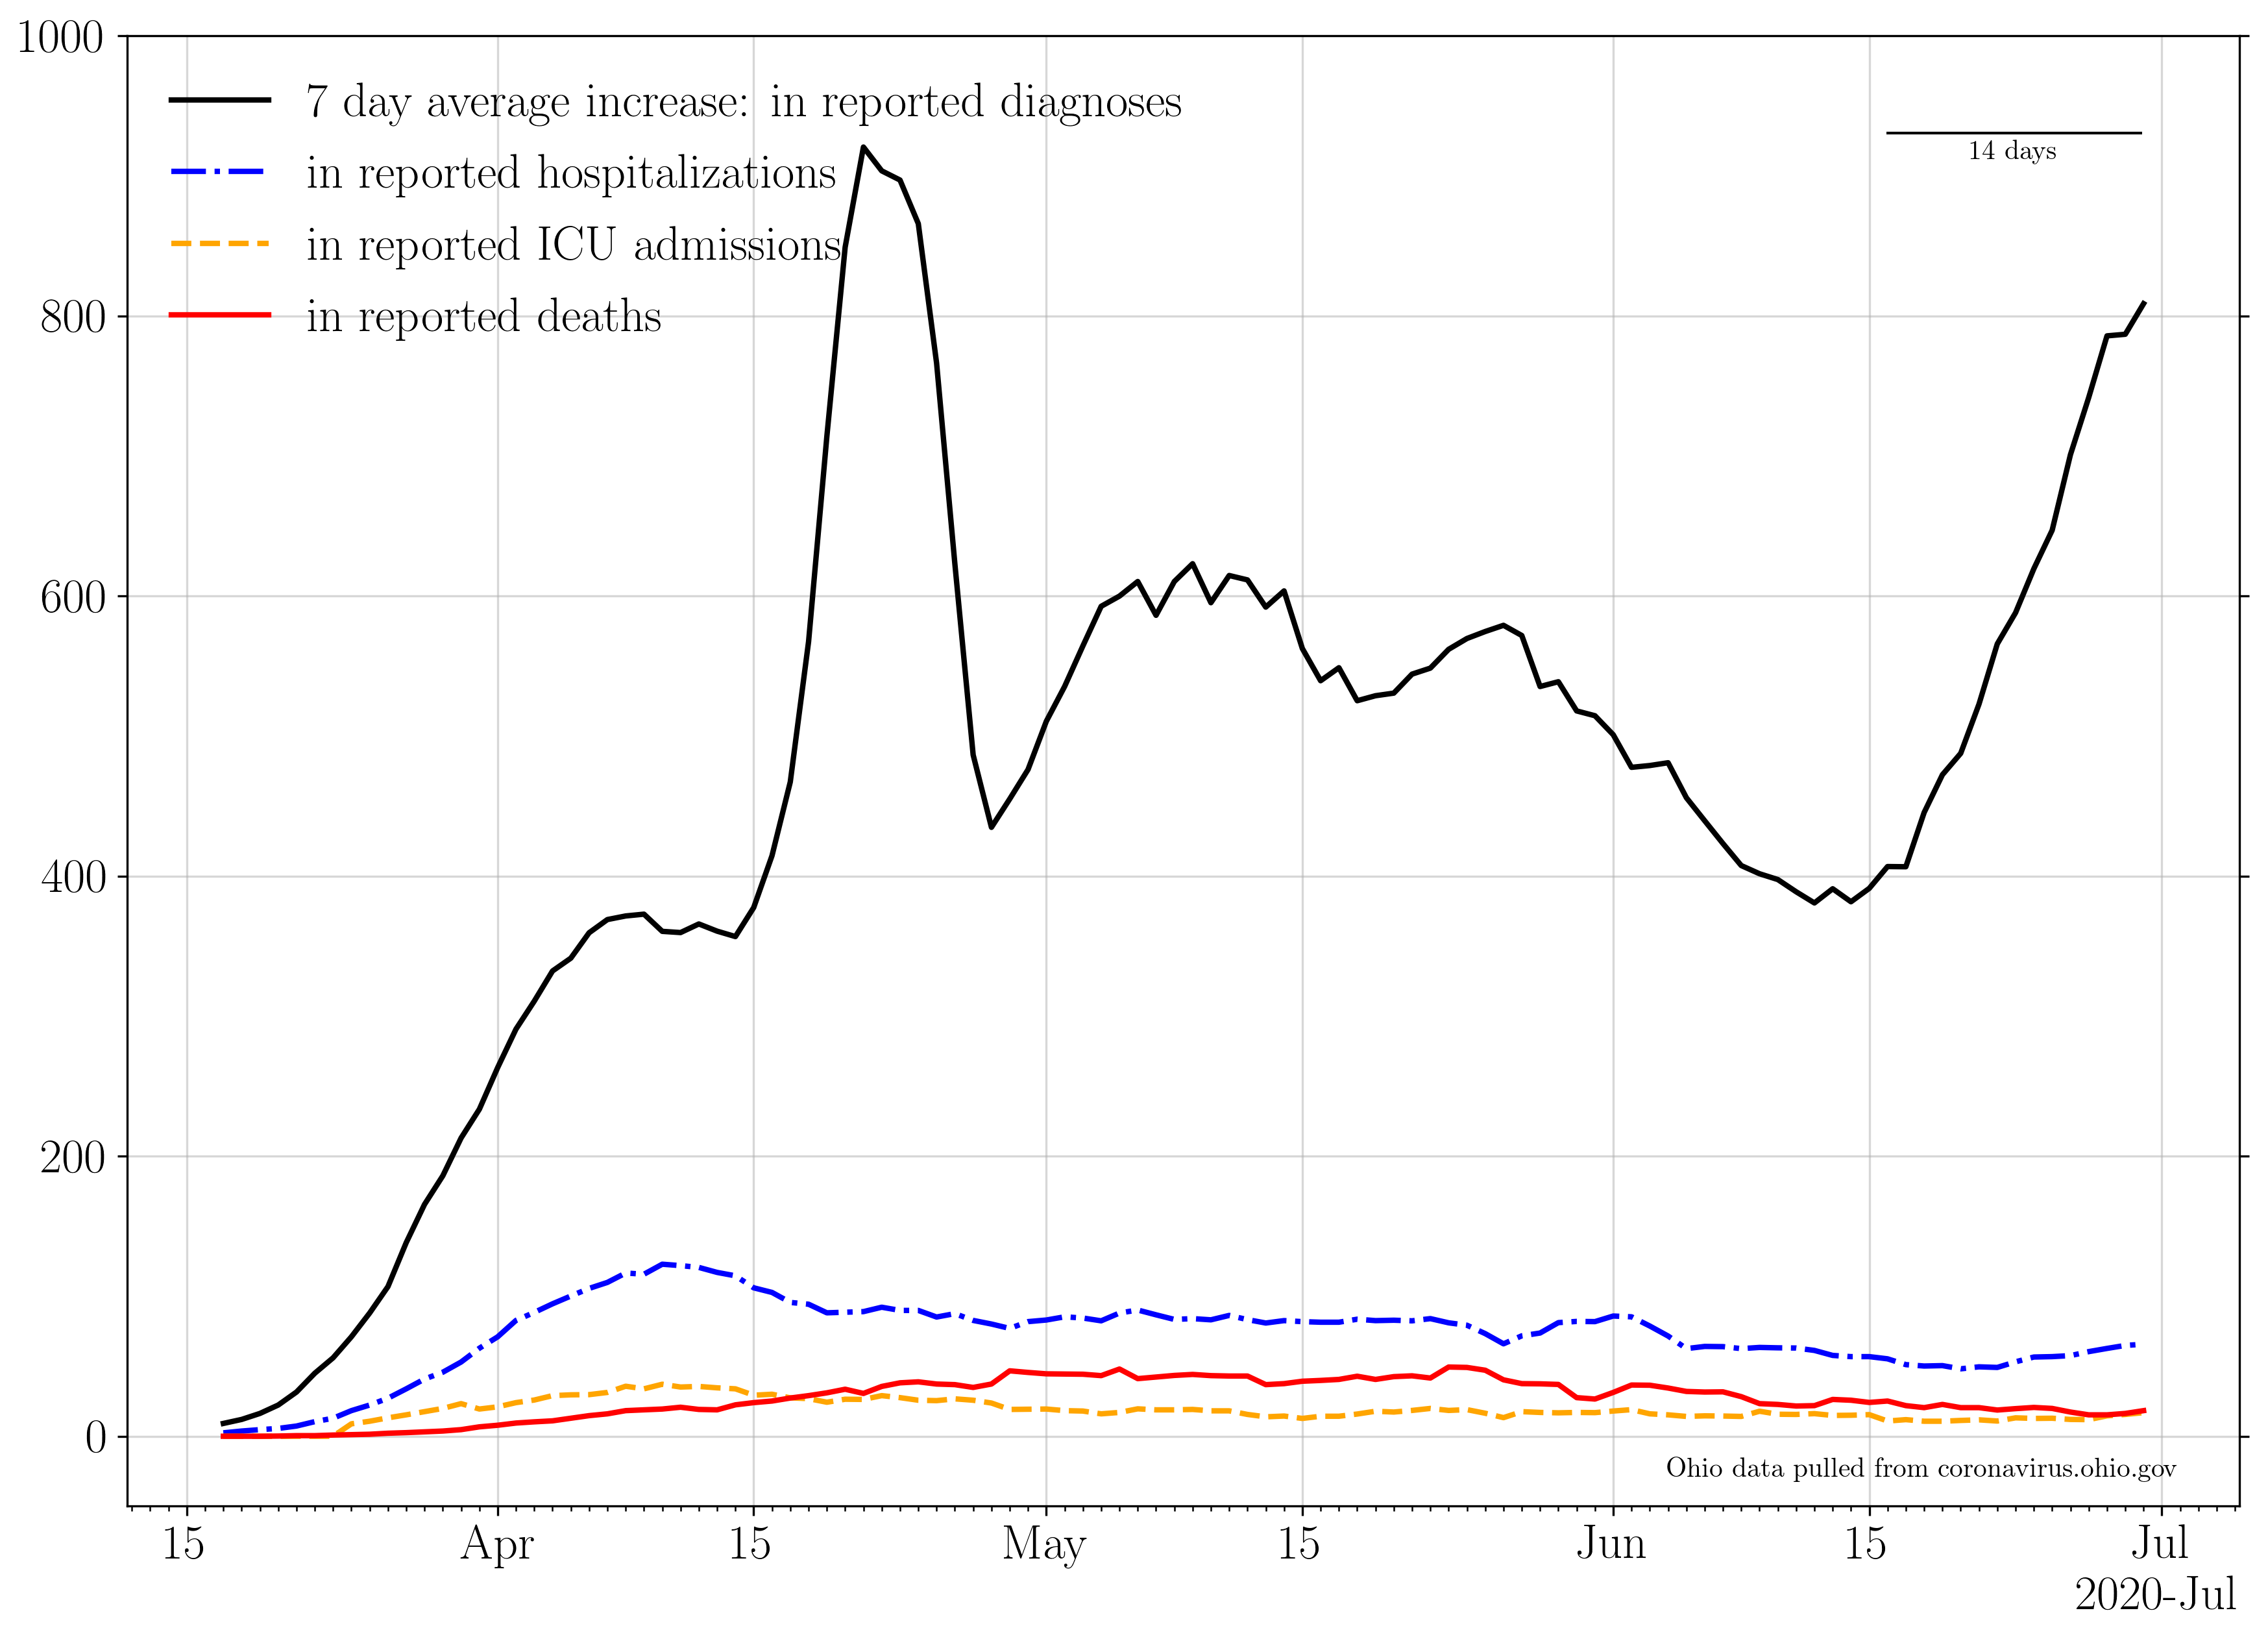 1000
800
600
400
200
0
7 day average increase: in reported diagnoses
in reported hospitalizations
in reported ICU admissions
in reported deaths
14 days
Ohio data pulled from coronavirus.ohio.gov
15 Apr 15 May 15 Jun 15 Jul
2020-Jul